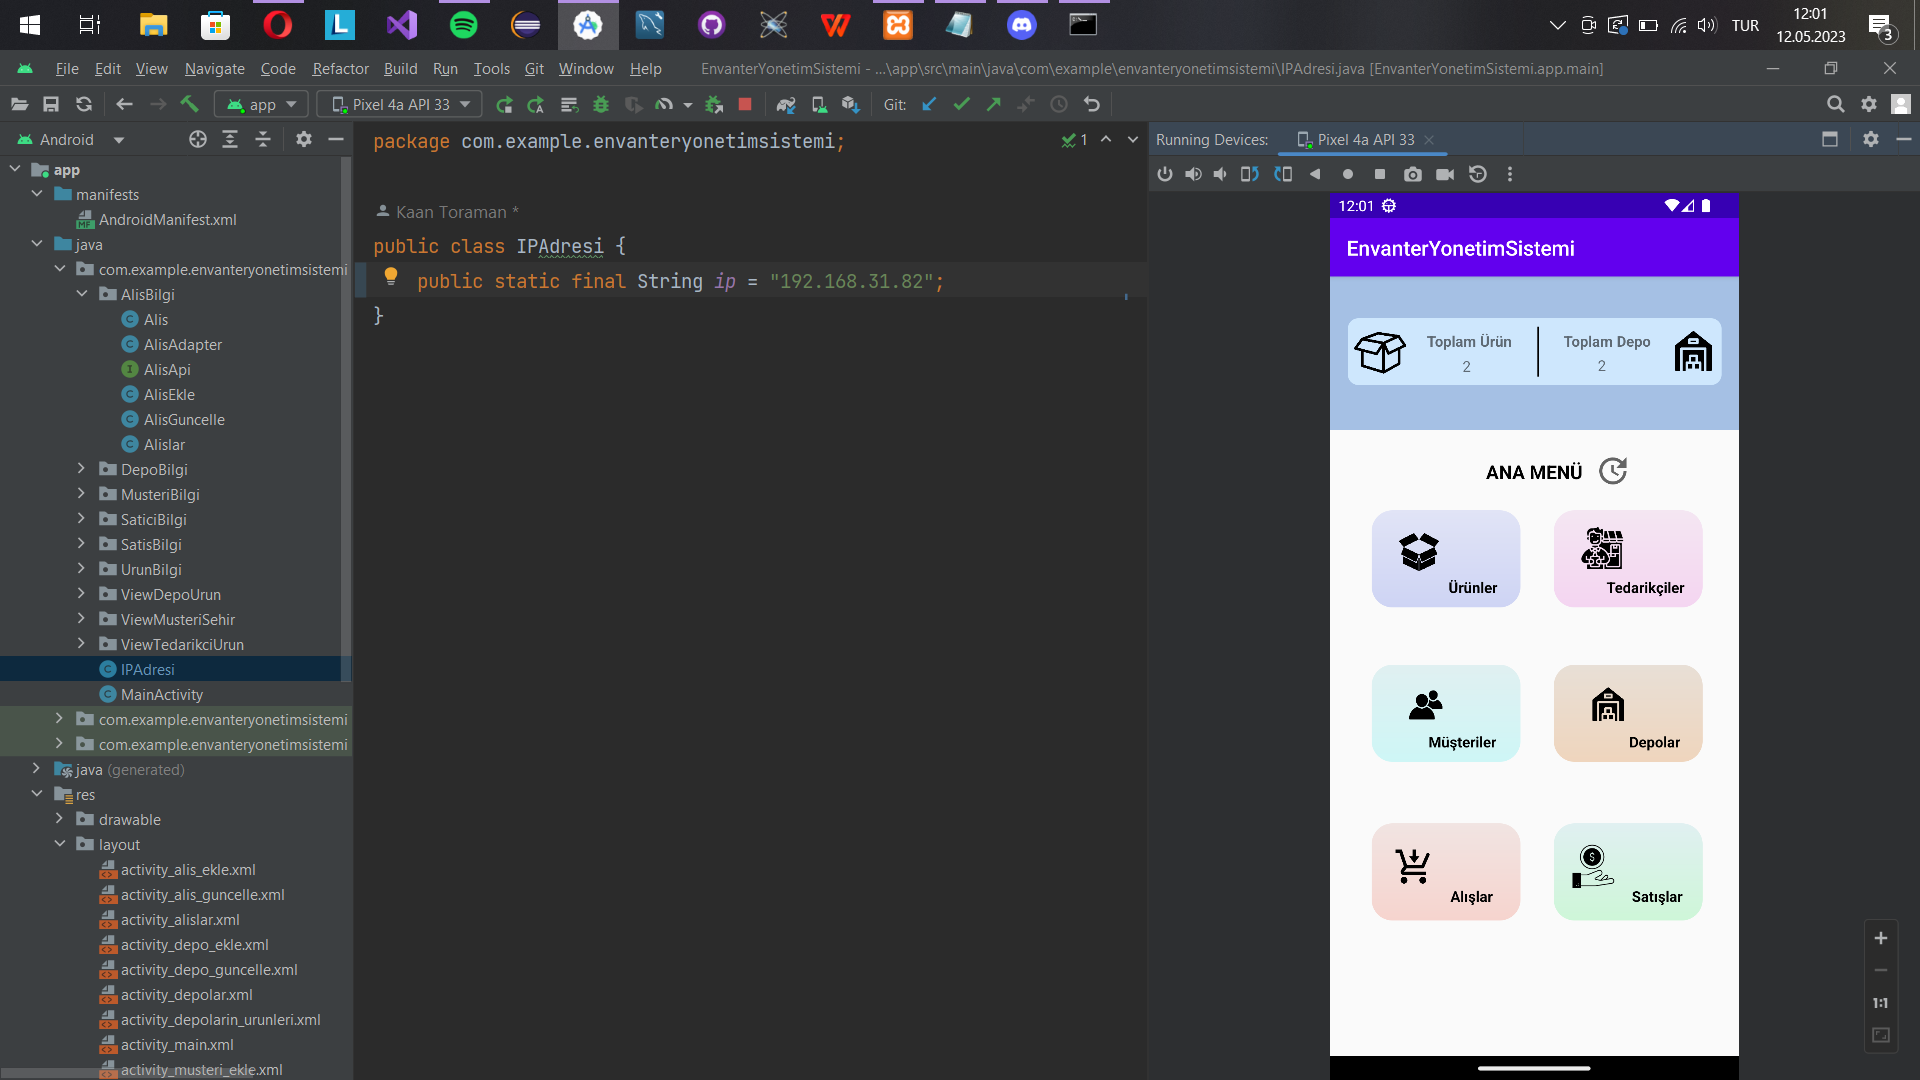 TUR
12:01
12.05.2023
3
File Edit View Navigate Code Refactor Build Run Tools Git Window Help
EnvanterYonetimSistemi - ...\app\src\main\java\com\example\envanteryonetimsistemi\IPAdresi.java [EnvanterYonetimSistemi.app.main]
app
Pixel 4a API 33
Git:
Android
app
manifests
AndroidManifest.xml
java
com.example.envanteryonetimsistemi
AlisBilgi
Alis
AlisAdapter
AlisApi
AlisEkle
AlisGuncelle
Alislar
DepoBilgi
MusteriBilgi
SaticiBilgi
SatisBilgi
UrunBilgi
ViewDepoUrun
ViewMusteriSehir
ViewTedarikciUrun
IPAdresi
MainActivity
com.example.envanteryonetimsistemi
com.example.envanteryonetimsistemi
java (generated)
res
drawable
layout
activity_alis_ekle.xml
activity_alis_guncelle.xml
activity_alislar.xml
activity_depo_ekle.xml
activity_depo_guncelle.xml
activity_depolar.xml
activity_depolarin_urunleri.xml
activity_main.xml
activity_musteri_ekle.xml
package com.example.envanteryonetimsistemi;
1
Kaan Toraman *
public class IPAdresi {
public static final String ip = "192.168.31.82";
}
Running Devices:
Pixel 4a API 33
12:01
EnvanterYonetimSistemi
Toplam Ürün
2
Toplam Depo
2
ANA MENÜ
Ürünler
Tedarikçiler
Müşteriler
Depolar
Alışlar
Satışlar
1:1